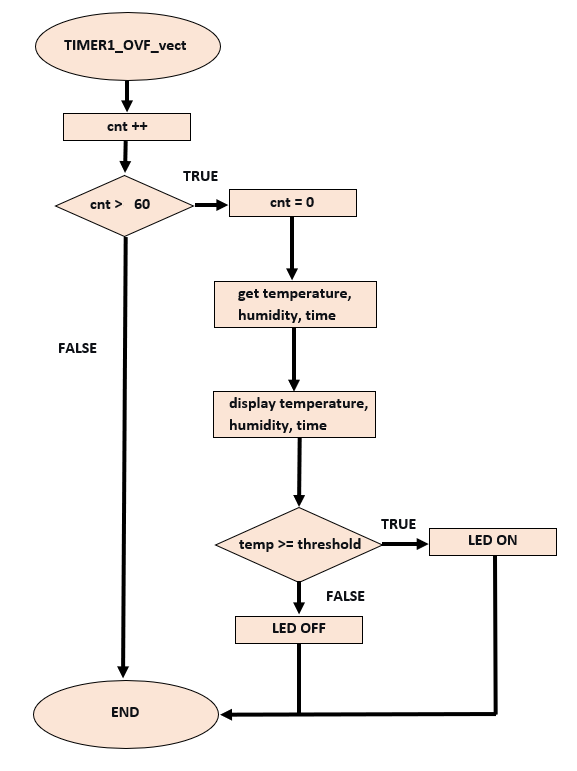 TIMER1_OVF_vect
cnt ++
TRUE
cnt > 60
cnt = 0
get temperature,
humidity, time
FALSE
display temperature,
humidity, time
TRUE
temp >= threshold
LED ON
FALSE
LED OFF
END